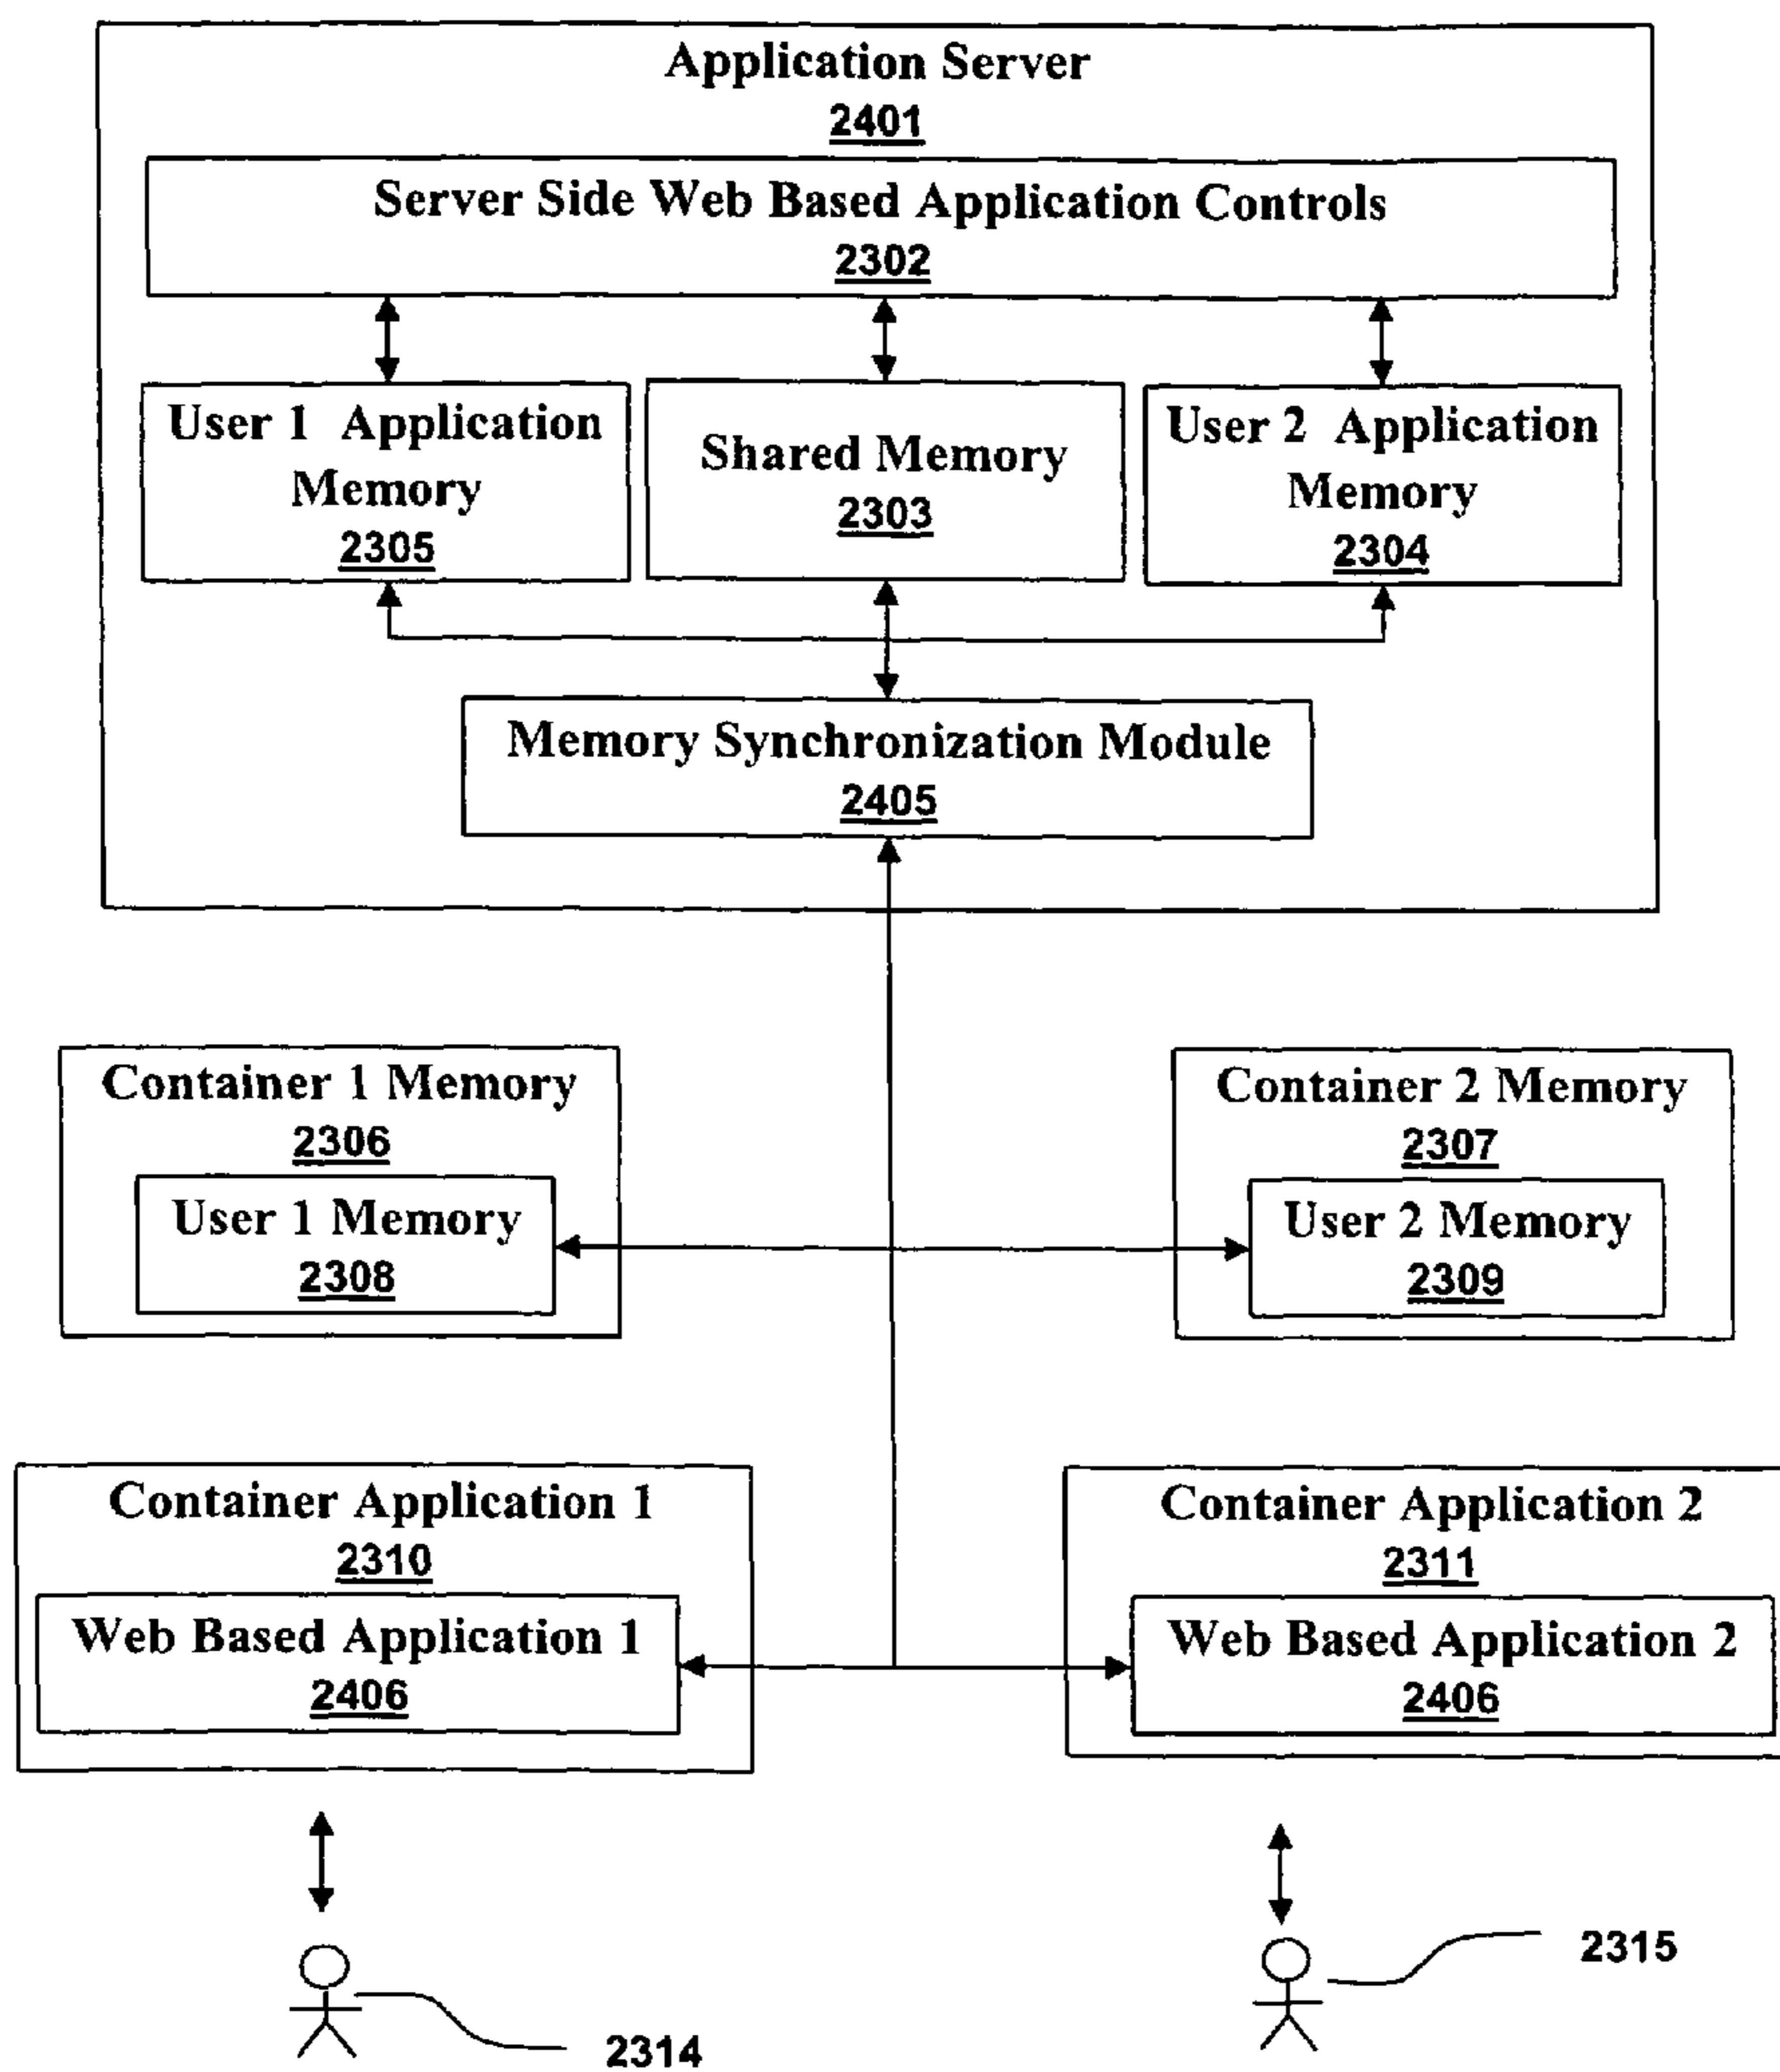 Application Server
2401
Server Side Web Based Application Controls
2302
User 1 Application
Memory
2305
Shared Memory
2303
User 2 Application
Memory
2304
Memory Synchronization Module
2405
Container 1 Memory
2306
User 1 Memory
2308
Container 2 Memory
2307
User 2 Memory
2309
Container Application 1
2310
Web Based Application 1
2406
Container Application 2
2311
Web Based Application 2
2406
2314
2315